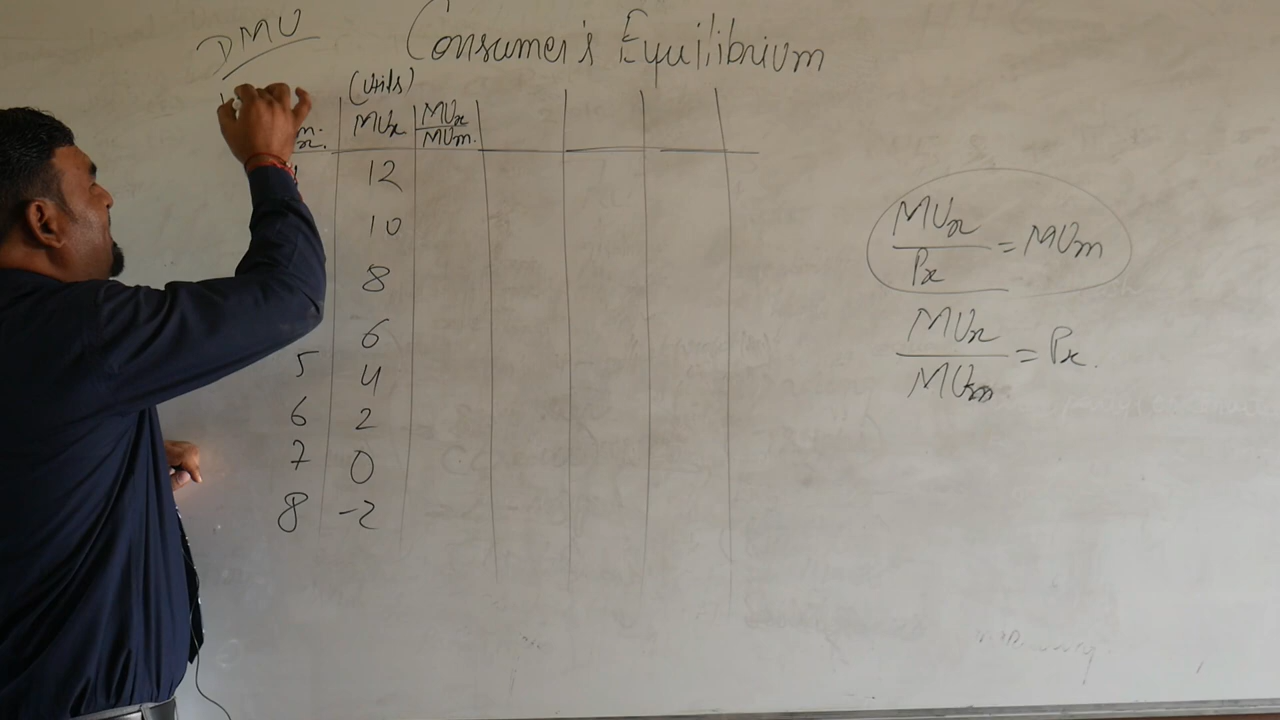 DMU
Consumer's Equilibrium
(utils)
MUx MUx
MUm.
12
10
8
6
5 4
6 2
7 0
8 -2
MUx
Px = MUm
MUx
MUm = Px.